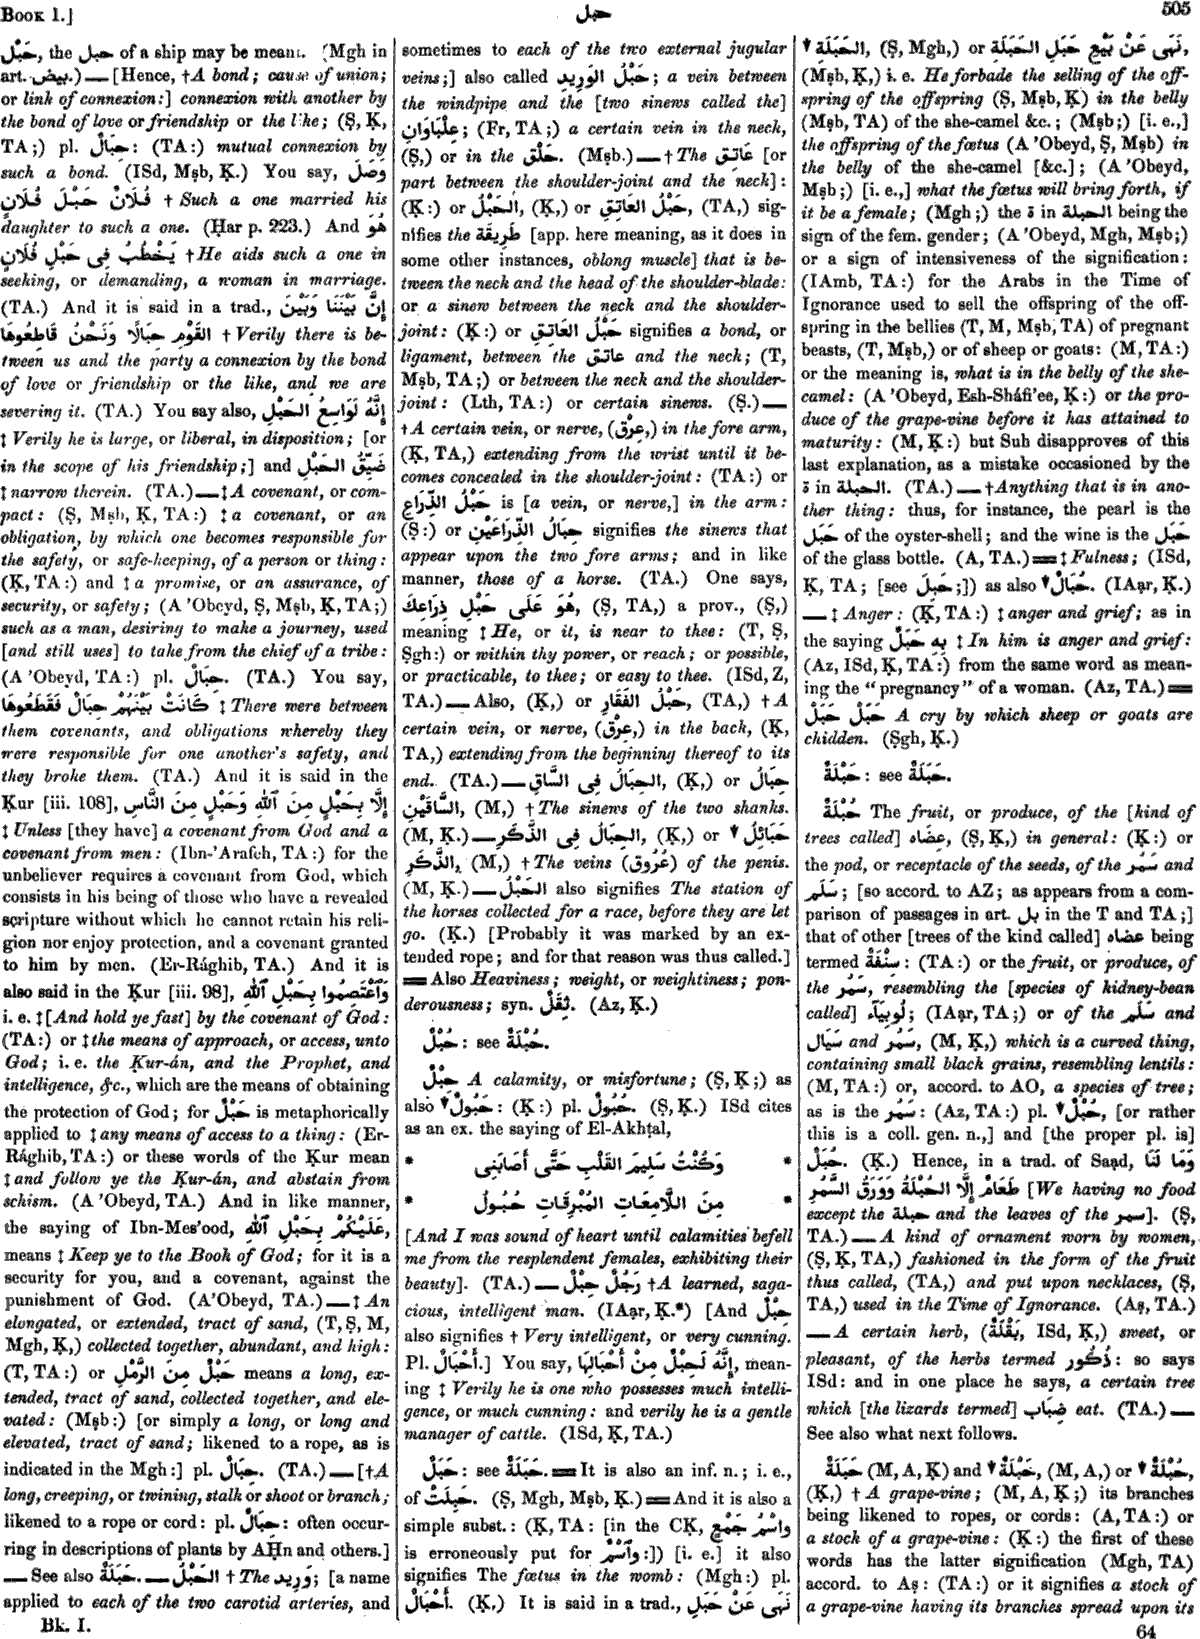 BOOK I.]
حبل
505
حَبْل, the حبل of a ship may be meant. (Mgh in
art. بيض.) — [Hence, †A bond; cause of union;
or link of connexion:] connexion with another by
the bond of love or friendship or the like; (Ṣ, Ḳ,
TA;) pl. حِبَالٌ: (TA:) mutual connexion by
such a bond. (ISd, Mṣb, Ḳ.) You say, وَصَلَ
فُلَانٌ حَبْلَ فُلَانٍ † Such a one married his
daughter to such a one. (Ḥar p. 223.) And هُوَ
يَخْطُبُ فِى حَبْلِ فُلَانٍ †He aids such a one in
seeking, or demanding, a woman in marriage.
(TA.) And it is said in a trad., إِنَّ بَيْنَنَا وَبَيْنَ
القَوْمِ حِبَالًا وَنَحْنُ قَاطِعُوهَا † Verily there is be-
tween us and the party a connexion by the bond
of love or friendship or the like, and we are
severing it. (TA.) You say also, إِنَّهُ لَوَاسِعُ الحَبْلِ
‡ Verily he is large, or liberal, in disposition; [or
in the scope of his friendship;] and ضَيِّقُ الحَبْلِ
‡ narrow therein. (TA.) — ‡ A covenant, or com-
pact: (Ṣ, Mṣb, Ḳ, TA:) ‡ a covenant, or an
obligation, by which one becomes responsible for
the safety, or safe-keeping, of a person or thing:
(Ḳ, TA:) and ‡ a promise, or an assurance, of
security, or safety; (A 'Obeyd, Ṣ, Mṣb, Ḳ, TA;)
such as a man, desiring to make a journey, used
[and still uses] to take from the chief of a tribe:
(A 'Obeyd, TA:) pl. حِبَالٌ. (TA.) You say,
كَانَتْ بَيْنَهُمْ حِبَالٌ فَقَطَعُوهَا ‡ There were between
them covenants, and obligations whereby they
were responsible for one another's safety, and
they broke them. (TA.) And it is said in the
Ḳur [iii. 108], إِلَّا بِحَبْلٍ مِنَ ٱللّٰهِ وَحَبْلٍ مِنَ النَّاسِ
‡ Unless [they have] a covenant from God and a
covenant from men: (Ibn-'Arafeh, TA:) for the
unbeliever requires a covenant from God, which
consists in his being of those who have a revealed
scripture without which he cannot retain his reli-
gion nor enjoy protection, and a covenant granted
to him by men. (Er-Rághib, TA.) And it is
also said in the Ḳur [iii. 98], وَٱعْتَصِمُوا بِحَبْلِ ٱللّٰهِ
i. e. ‡ [And hold ye fast] by the covenant of God:
(TA:) or ‡ the means of approach, or access, unto
God; i. e. the Ḳur-án, and the Prophet, and
intelligence, &c., which are the means of obtaining
the protection of God; for حَبْلٌ is metaphorically
applied to ‡ any means of access to a thing: (Er-
Rághib, TA:) or these words of the Ḳur mean
‡ and follow ye the Ḳur-án, and abstain from
schism. (A 'Obeyd, TA.) And in like manner,
the saying of Ibn-Mes'ood, عَلَيْكُمْ بِحَبْلِ ٱللّٰهِ,
means ‡ Keep ye to the Book of God; for it is a
security for you, and a covenant, against the
punishment of God. (A'Obeyd, TA.) — ‡ An
elongated, or extended, tract of sand, (T, Ṣ, M,
Mgh, Ḳ,) collected together, abundant, and high:
(T, TA:) or حَبْلٌ مِنَ الرَّمْلِ means a long, ex-
tended, tract of sand, collected together, and ele-
vated: (Mṣb:) [or simply a long, or long and
elevated, tract of sand; likened to a rope, as is
indicated in the Mgh:] pl. حِبَالٌ. (TA.) — [†A
long, creeping, or twining, stalk or shoot or branch;
likened to a rope or cord: pl. حِبَالٌ: often occur-
ring in descriptions of plants by AḤn and others.]
— See also حَبَلَةٌ. — الحَبْلُ † The وَرِيد; [a name
applied to each of the two carotid arteries, and
Bk. I.
sometimes to each of the two external jugular
veins;] also called حَبْلُ الوَرِيدِ; a vein between
the windpipe and the [two sinews called the]
عِلْبَاوَانِ; (Fr, TA;) a certain vein in the neck,
(Ṣ,) or in the حَلْق. (Mṣb.) — † The عَاتِق [or
part between the shoulder-joint and the neck]:
(Ḳ:) or الحَبْلُ, (Ḳ,) or حَبْلُ العَاتِقِ, (TA,) sig-
nifies the طَرِيقَة [app. here meaning, as it does in
some other instances, oblong muscle] that is be-
tween the neck and the head of the shoulder-blade:
or a sinew between the neck and the shoulder-
joint: (Ḳ:) or حَبْلُ العَاتِقِ signifies a bond, or
ligament, between the عاتق and the neck; (T,
Mṣb, TA;) or between the neck and the shoulder-
joint: (Lth, TA:) or certain sinews. (Ṣ.) —
†A certain vein, or nerve, (عِرْق,) in the fore arm,
(Ḳ, TA,) extending from the wrist until it be-
comes concealed in the shoulder-joint: (TA:) or
حَبْلُ الذِّرَاعِ is [a vein, or nerve,] in the arm:
(Ṣ:) or حِبَالُ الذِّرَاعَيْنِ signifies the sinews that
appear upon the two fore arms; and in like
manner, those of a horse. (TA.) One says,
هُوَ عَلَى حَبْلِ ذِرَاعِكَ, (Ṣ, TA,) a prov., (Ṣ,)
meaning ‡ He, or it, is near to thee: (T, Ṣ,
Ṣgh:) or within thy power, or reach; or possible,
or practicable, to thee; or easy to thee. (ISd, Z,
TA.) — Also, (Ḳ,) or حَبْلُ الفَقَارِ, (TA,) † A
certain vein, or nerve, (عِرْق,) in the back, (Ḳ,
TA,) extending from the beginning thereof to its
end. (TA.) — الحِبَالُ فِى السَّاقِ, (Ḳ,) or حِبَالُ
السَّاقَيْنِ, (M,) † The sinews of the two shanks.
(M, Ḳ.) — الحِبَالُ فِى الذَّكَرِ, (Ḳ,) or ▼ حَبَائِلُ
الذَّكَرِ, (M,) † The veins (عُرُوق) of the penis.
(M, Ḳ.) — الحَبْلُ also signifies The station of
the horses collected for a race, before they are let
go. (Ḳ.) [Probably it was marked by an ex-
tended rope; and for that reason was thus called.]
═ Also Heaviness; weight, or weightiness; pon-
derousness; syn. ثِقَلٌ. (Az, Ḳ.)
حُبْلٌ: see حُبْلَةٌ.
حِبْلٌ A calamity, or misfortune; (Ṣ, Ḳ;) as
also ▼ حَبُولٌ: (Ḳ:) pl. حُبُولٌ. (Ṣ, Ḳ.) ISd cites
as an ex. the saying of El-Akhṭal,
* وَكُنْتُ سَلِيمَ القَلْبِ حَتَّى أَصَابَنِى *
* مِنَ اللَّامِعَاتِ المُبْرِقَاتِ حُبُولُ *
[And I was sound of heart until calamities befell
me from the resplendent females, exhibiting their
beauty]. (TA.) — رَجُلٌ حِبْلٌ †A learned, saga-
cious, intelligent man. (IAạr, Ḳ.*) [And حِبْلٌ
also signifies † Very intelligent, or very cunning.
Pl. أَحْبَالٌ.] You say, إِنَّهُ لَحِبْلٌ مِنْ أَحْبَالِهَا, mean-
ing ‡ Verily he is one who possesses much intelli-
gence, or much cunning: and verily he is a gentle
manager of cattle. (ISd, Ḳ, TA.)
حَبَلٌ: see حَبَلَةٌ. ═ It is also an inf. n.; i. e.,
of حَبِلَتْ. (Ṣ, Mgh, Mṣb, Ḳ.) ═ And it is also a
simple subst.: (Ḳ, TA: [in the CḲ, وَاسْمُ جَمْعٍ
is erroneously put for وَٱسْمٌ:]) [i. e.] it also
signifies The fœtus in the womb: (Mgh:) pl.
أَحْبَالٌ. (Ḳ,) It is said in a trad., نَهَى عَنْ حَبَلِ
▼ الحَبَلَةِ, (Ṣ, Mgh,) or نَهَى عَنْ بَيْعِ حَبَلِ الحَبَلَةِ,
(Mṣb, Ḳ,) i. e. He forbade the selling of the off-
spring of the offspring (Ṣ, Mṣb, Ḳ) in the belly
(Mṣb, TA) of the she-camel &c.; (Mṣb;) [i. e.,]
the offspring of the fœtus (A 'Obeyd, Ṣ, Mṣb) in
the belly of the she-camel [&c.]; (A 'Obeyd,
Mṣb;) [i. e.,] what the fœtus will bring forth, if
it be a female; (Mgh;) the ة in الحبلة being the
sign of the fem. gender; (A 'Obeyd, Mgh, Mṣb;)
or a sign of intensiveness of the signification:
(IAmb, TA:) for the Arabs in the Time of
Ignorance used to sell the offspring of the off-
spring in the bellies (T, M, Mṣb, TA) of pregnant
beasts, (T, Mṣb,) or of sheep or goats: (M, TA:)
or the meaning is, what is in the belly of the she-
camel: (A 'Obeyd, Esh-Sháfi'ee, Ḳ:) or the pro-
duce of the grape-vine before it has attained to
maturity: (M, Ḳ:) but Suh disapproves of this
last explanation, as a mistake occasioned by the
ة in الحبلة. (TA.) — †Anything that is in ano-
ther thing: thus, for instance, the pearl is the
حَبَل of the oyster-shell; and the wine is the حَبَل
of the glass bottle. (A, TA.) ═ ‡ Fulness; (ISd,
Ḳ, TA; [see حَبِلَ;]) as also ▼ حُبَالٌ. (IAạr, Ḳ.)
— ‡ Anger: (Ḳ, TA:) ‡ anger and grief; as in
the saying بِهِ حَبَلٌ ‡ In him is anger and grief:
(Az, ISd, Ḳ, TA:) from the same word as mean-
ing the "pregnancy" of a woman. (Az, TA.) ═
حَبَلْ حَبَلْ A cry by which sheep or goats are
chidden. (Ṣgh, Ḳ.)
حَبْلَةٌ: see حَبَلَةٌ.
حُبْلَةٌ The fruit, or produce, of the [kind of
trees called] عِضَاه, (Ṣ, Ḳ,) in general: (Ḳ:) or
the pod, or receptacle of the seeds, of the سَمُر and
سَلَم; [so accord. to AZ; as appears from a com-
parison of passages in art. بل in the T and TA;]
that of other [trees of the kind called] عضاه being
termed سِنْفَةٌ: (TA:) or the fruit, or produce, of
the سَمُر, resembling the [species of kidney-bean
called] لُوبِيَآء; (IAạr, TA;) or of the سَلَم and
سَيَال and سَمُر, (M, Ḳ,) which is a curved thing,
containing small black grains, resembling lentils:
(M, TA:) or, accord. to AO, a species of tree;
as is the سَمُر: (Az, TA:) pl. ▼ حُبْلٌ, [or rather
this is a coll. gen. n.,] and [the proper pl. is]
حُبَلٌ. (Ḳ.) Hence, in a trad. of Saạd, وَمَا لَنَا
طَعَامٌ إِلَّا الحُبْلَةُ وَوَرَقُ السَّمُرِ [We having no food
except the حبلة and the leaves of the سمر]. (Ṣ,
TA.) — A kind of ornament worn by women,
(Ṣ, Ḳ, TA,) fashioned in the form of the fruit
thus called, (TA,) and put upon necklaces, (Ṣ,
TA,) used in the Time of Ignorance. (Aṣ, TA.)
— A certain herb, (بَقْلَةٌ, ISd, Ḳ,) sweet, or
pleasant, of the herbs termed ذُكُور: so says
ISd: and in one place he says, a certain tree
which [the lizards termed] ضِبَاب eat. (TA.) —
See also what next follows.
حَبَلَةٌ (M, A, Ḳ) and ▼ حَبْلَةٌ, (M, A,) or ▼ حُبْلَةٌ,
(Ḳ,) † A grape-vine; (M, A, Ḳ;) its branches
being likened to ropes, or cords: (A, TA:) or
a stock of a grape-vine: (Ḳ:) the first of these
words has the latter signification (Mgh, TA)
accord. to Aṣ: (TA:) or it signifies a stock of
a grape-vine having its branches spread upon its
64